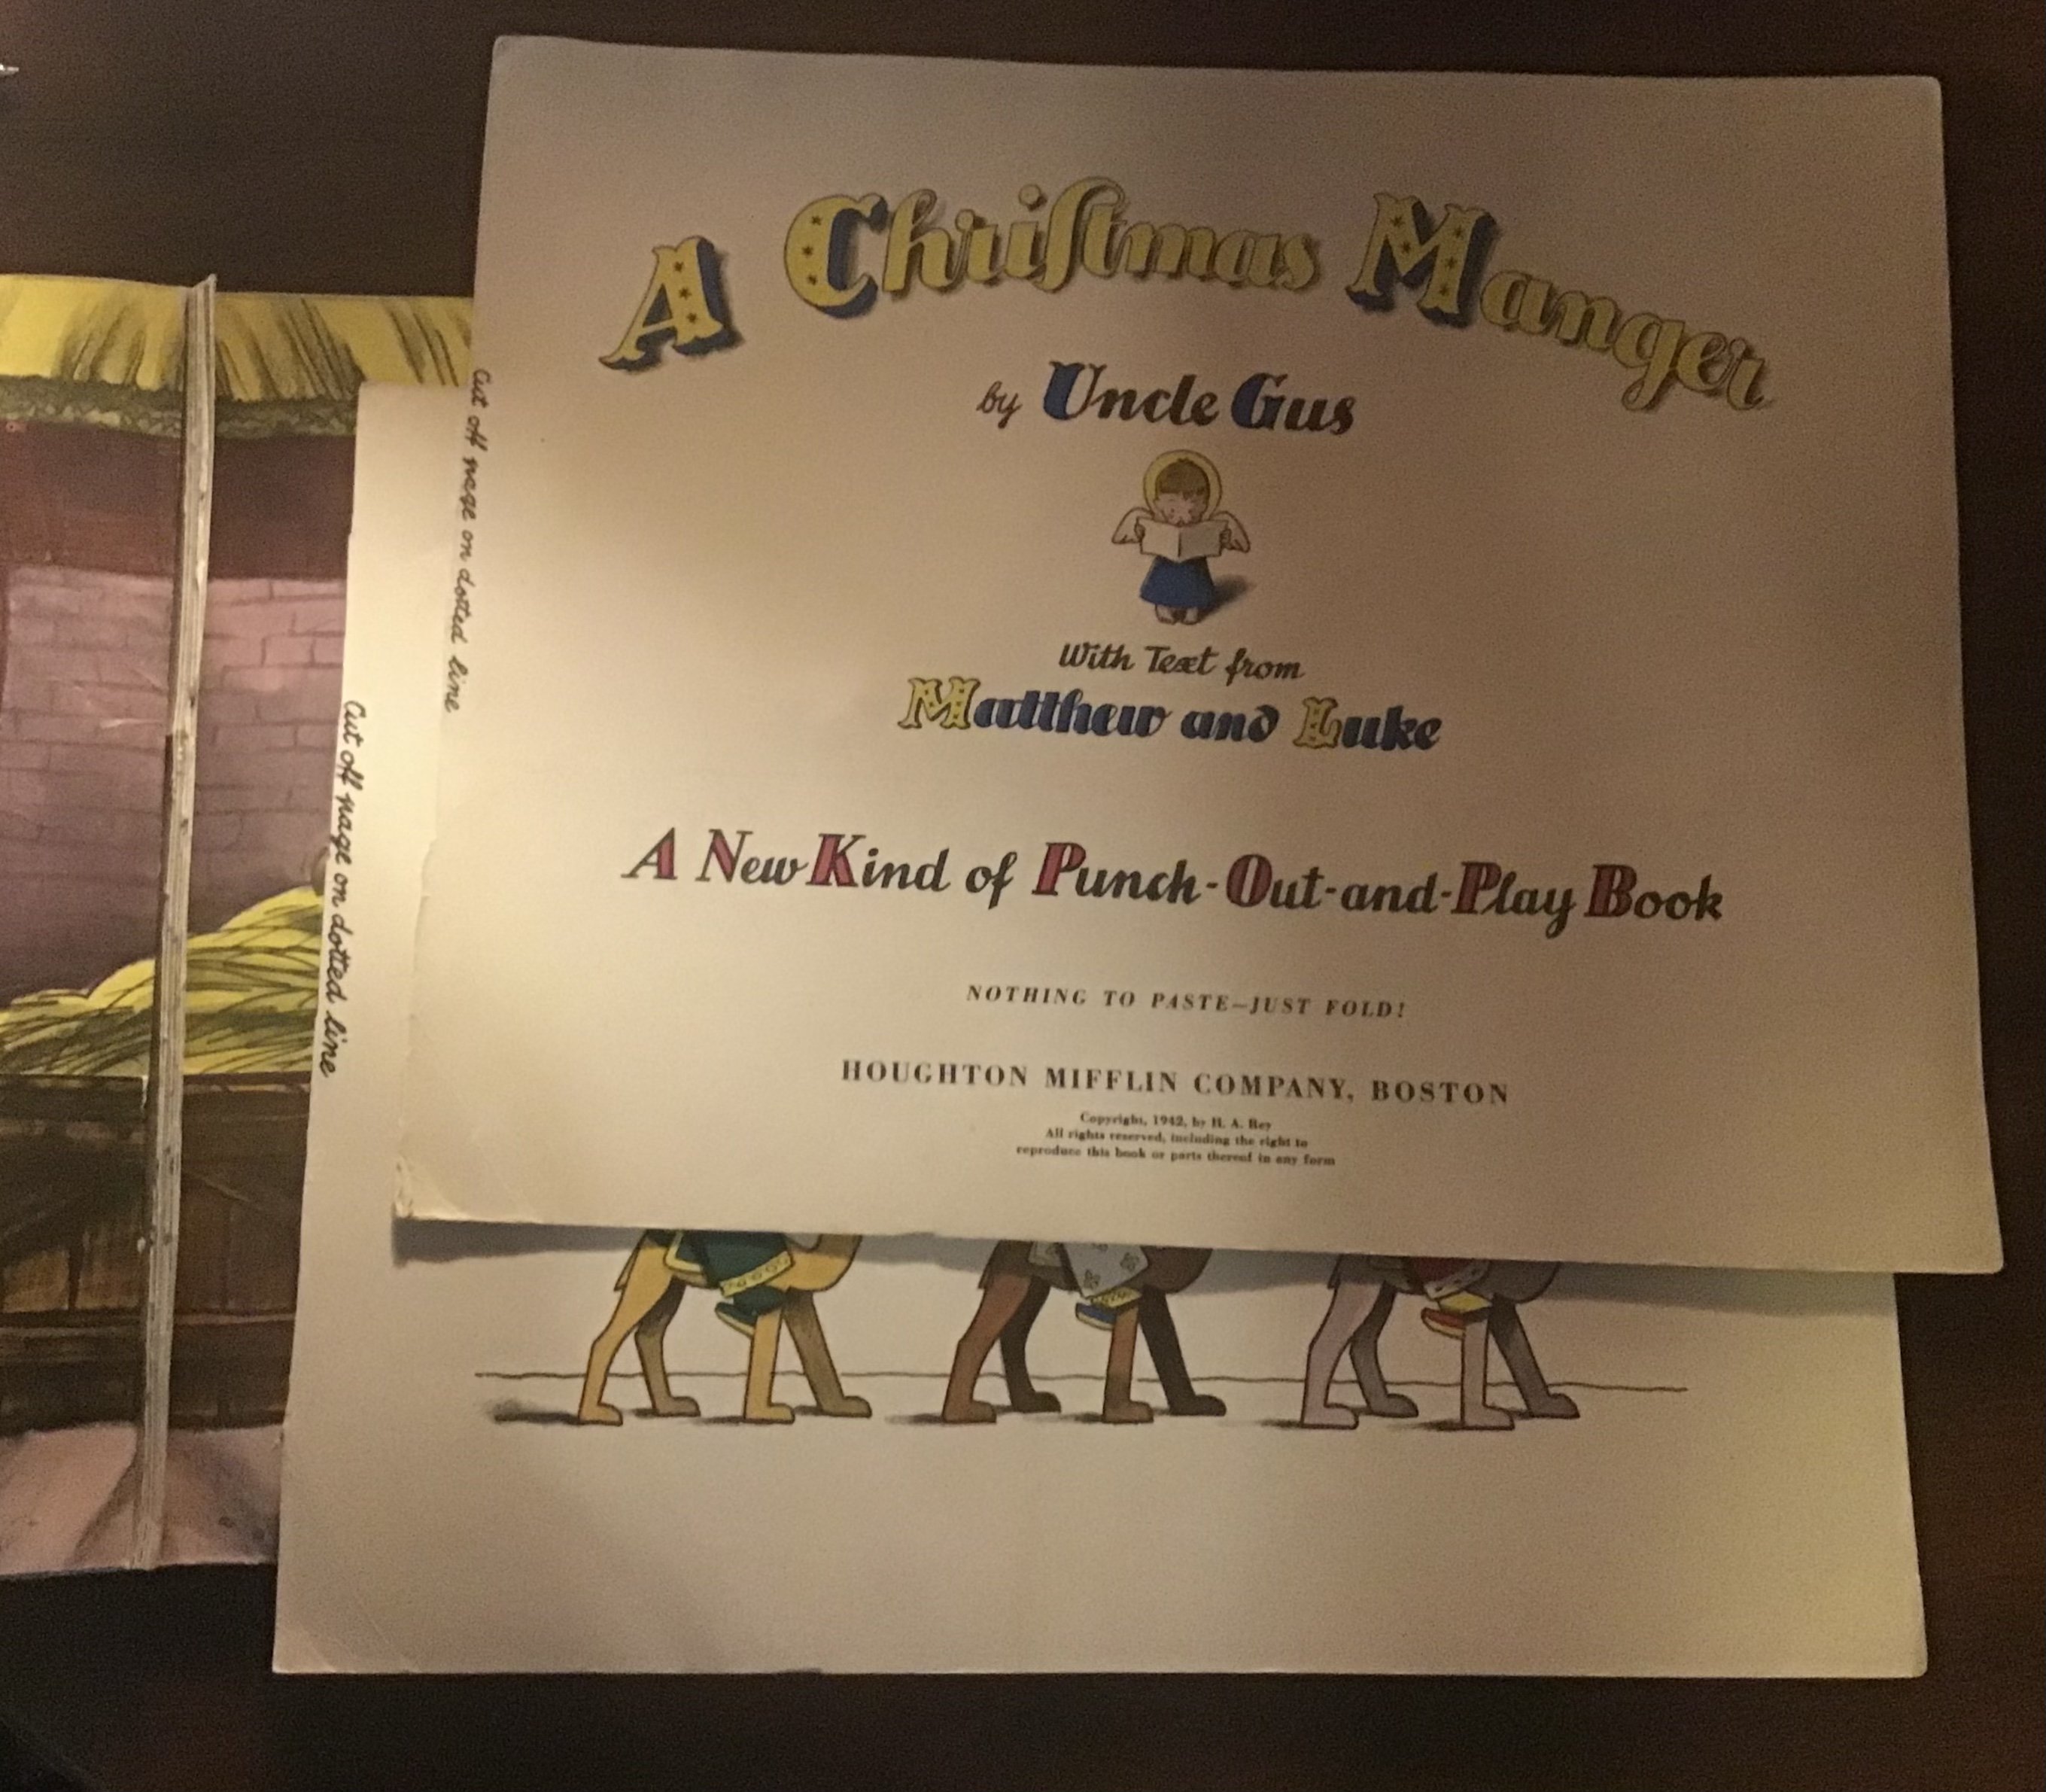 A Christmas Manger
by Uncle Gus
With Text from
Matthew and Luke
A New Kind of Punch-Out-and-Play Book
NOTHING TO PASTE—JUST FOLD!
HOUGHTON MIFFLIN COMPANY, BOSTON
Copyright, 1942, by H. A. Rey
All rights reserved, including the right to
reproduce this book or parts thereof in any form
Cut off page on dotted line
Cut off page on dotted line